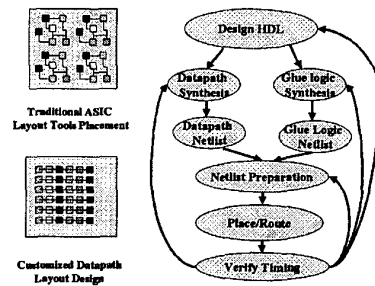 Traditional ASIC
Layout Tools Placement
Customized Datapath
Layout Design
Design HDL
Datapath
Synthesis
Glue logic
Synthesis
Datapath
Netlist
Glue Logic
Netlist
Netlist Preparation
Place/Route
Verify Timing